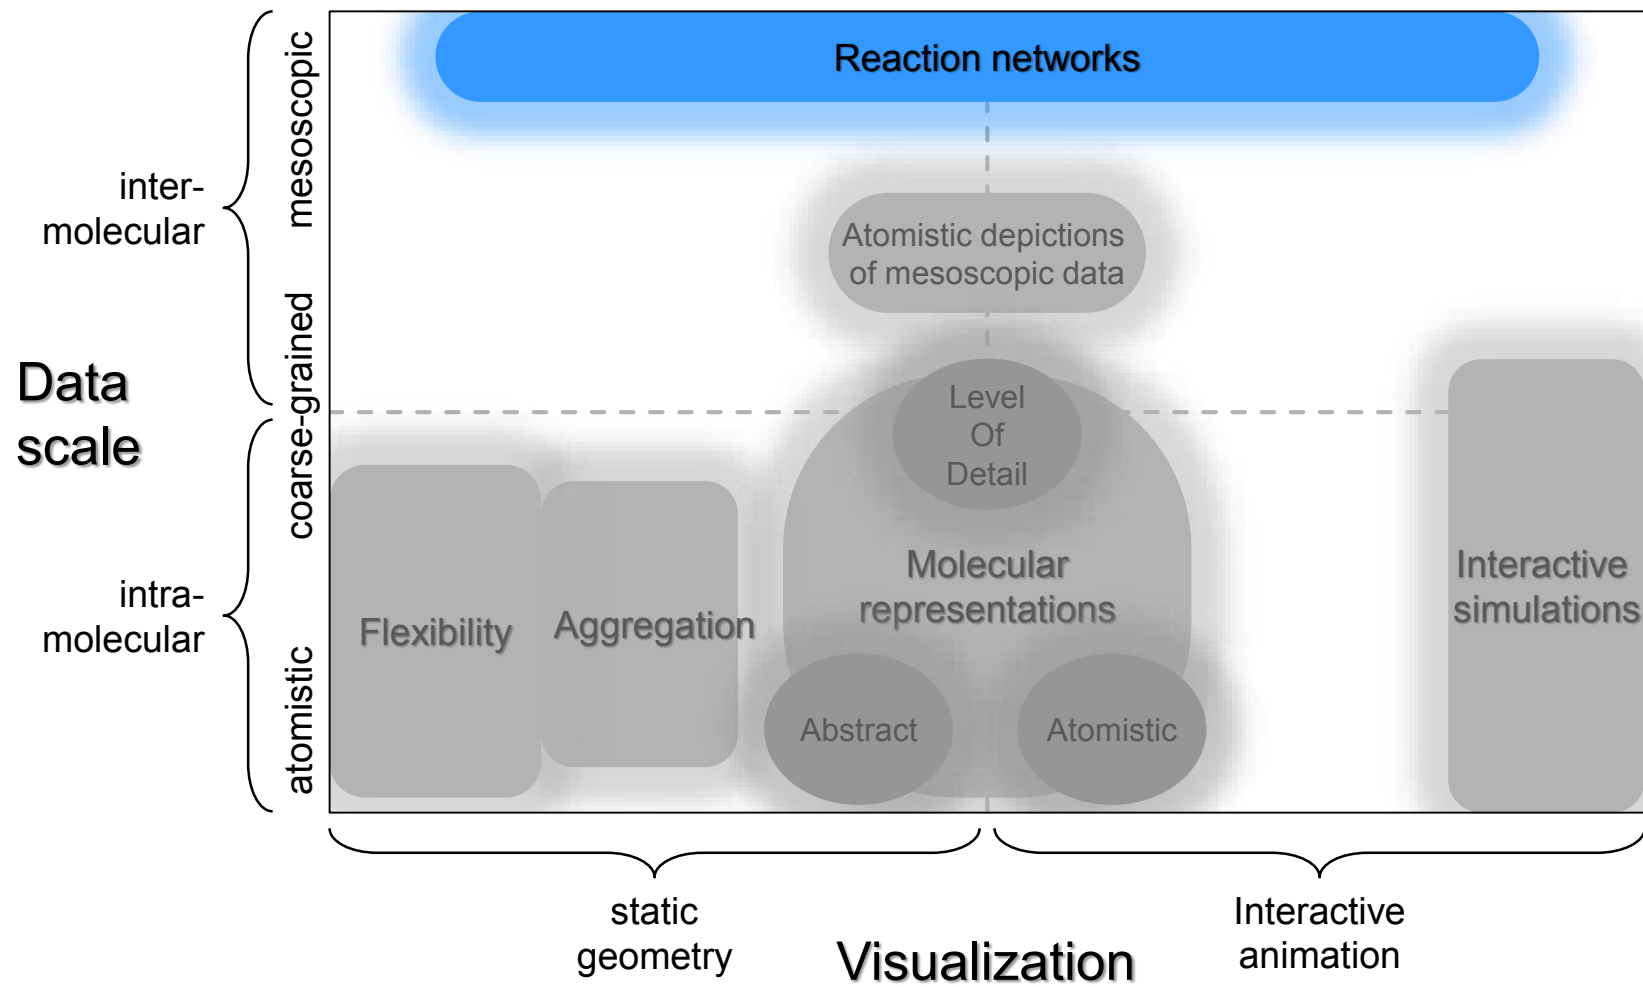 Reaction networks
mesoscopic
inter-
molecular
Atomistic depictions
of mesoscopic data
coarse-grained
Data
scale
Level
Of
Detail
Molecular
representations
Interactive
simulations
Flexibility
Aggregation
intra-
molecular
atomistic
Abstract
Atomistic
static
geometry
Visualization
Interactive
animation